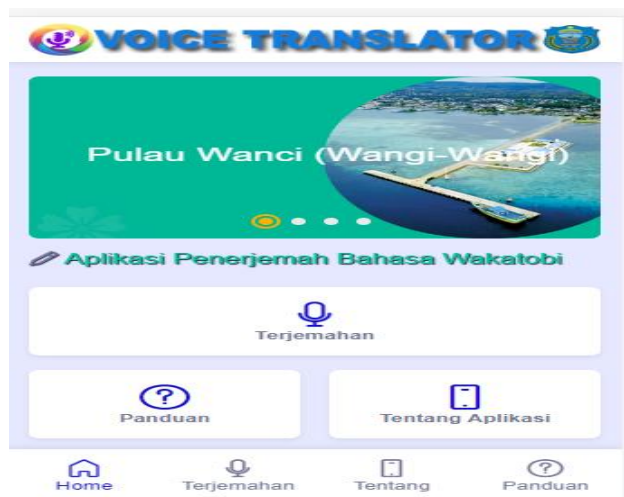 VOICE TRANSLATOR
Pulau Wanci (Wangi-Wangi)
Aplikasi Penerjemah Bahasa Wakatobi
Terjemahan
Panduan
Tentang Aplikasi
Home
Terjemahan
Tentang
Panduan